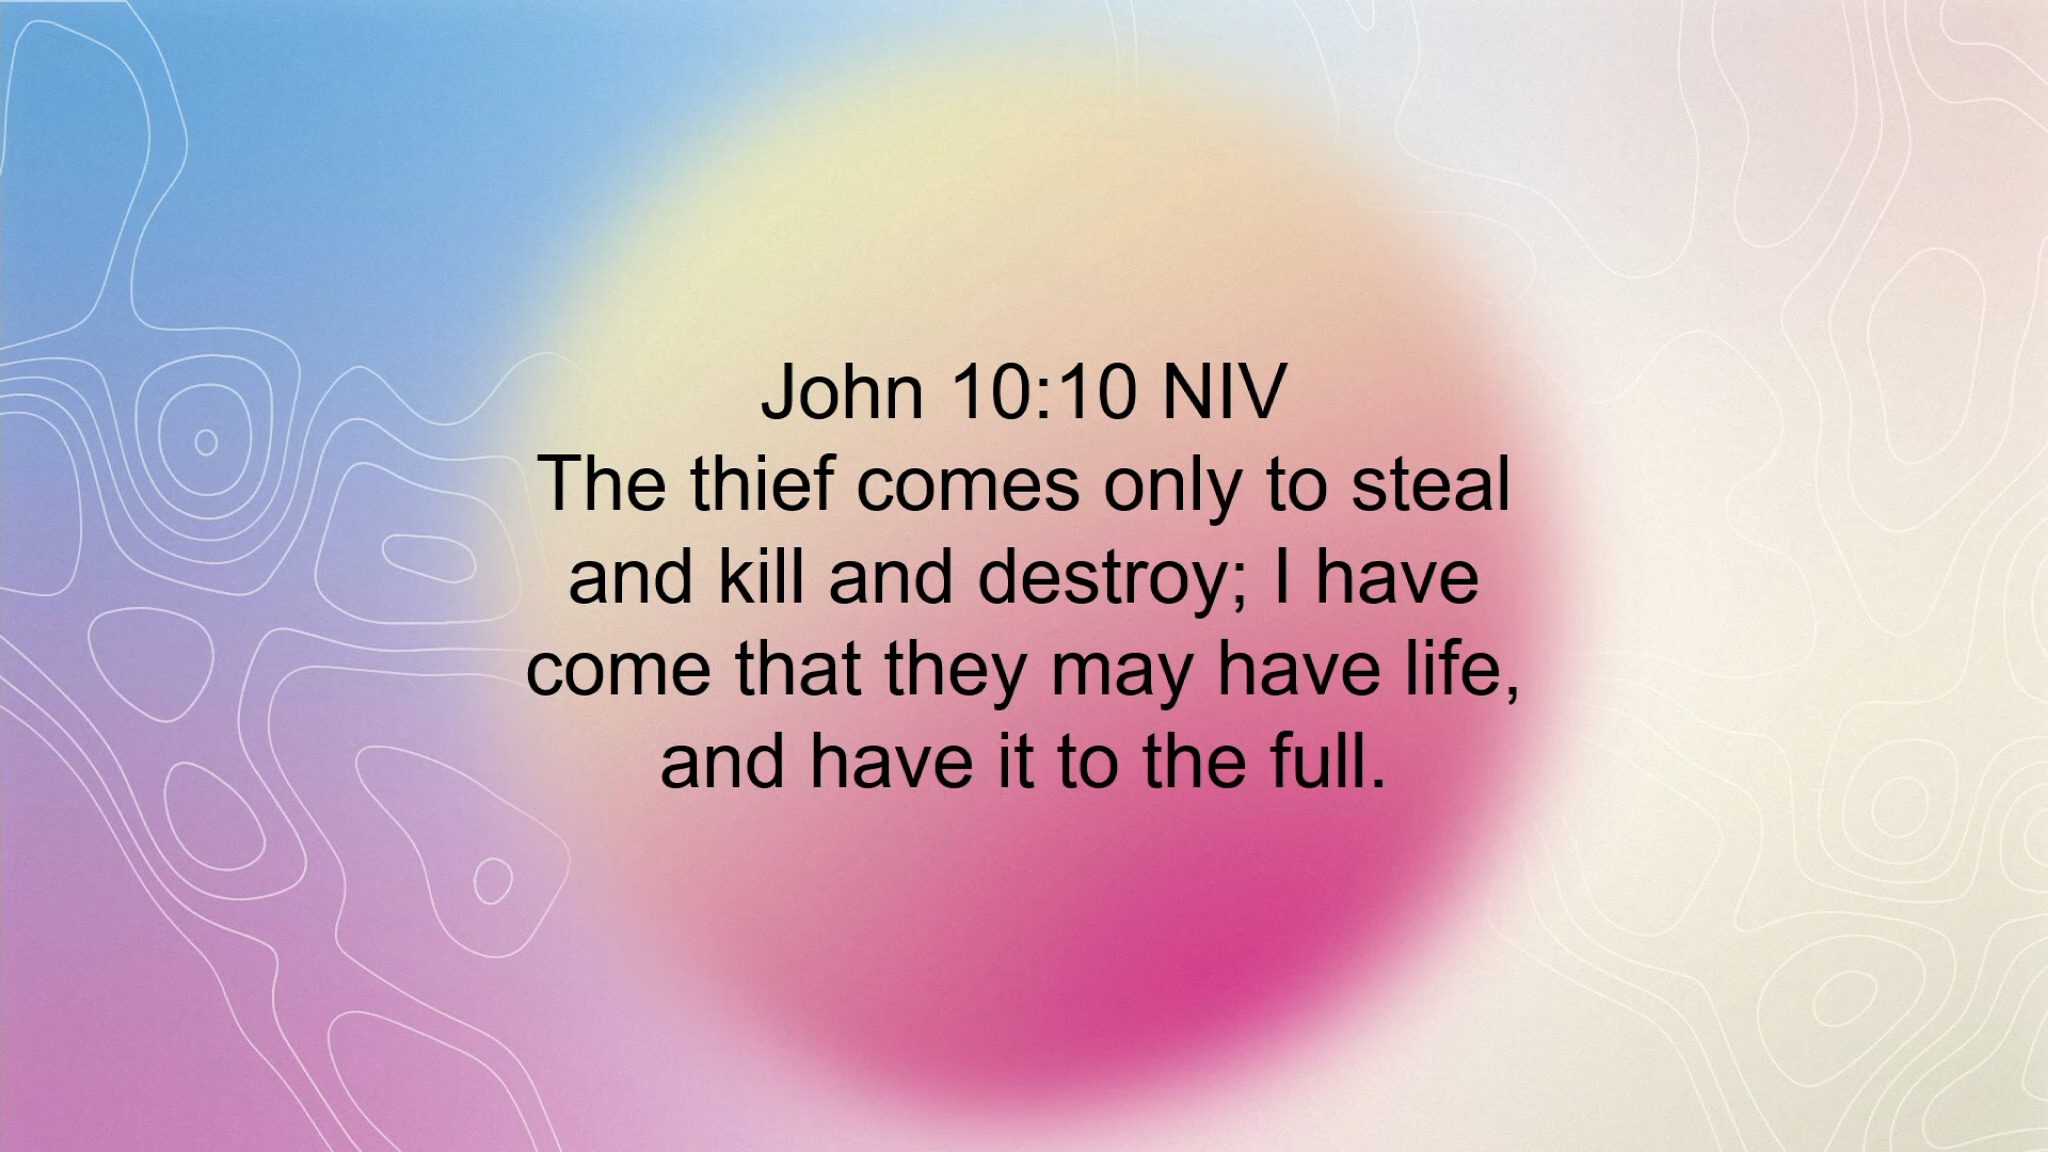 John 10:10 NIV
The thief comes only to steal
and kill and destroy; I have
come that they may have life,
and have it to the full.